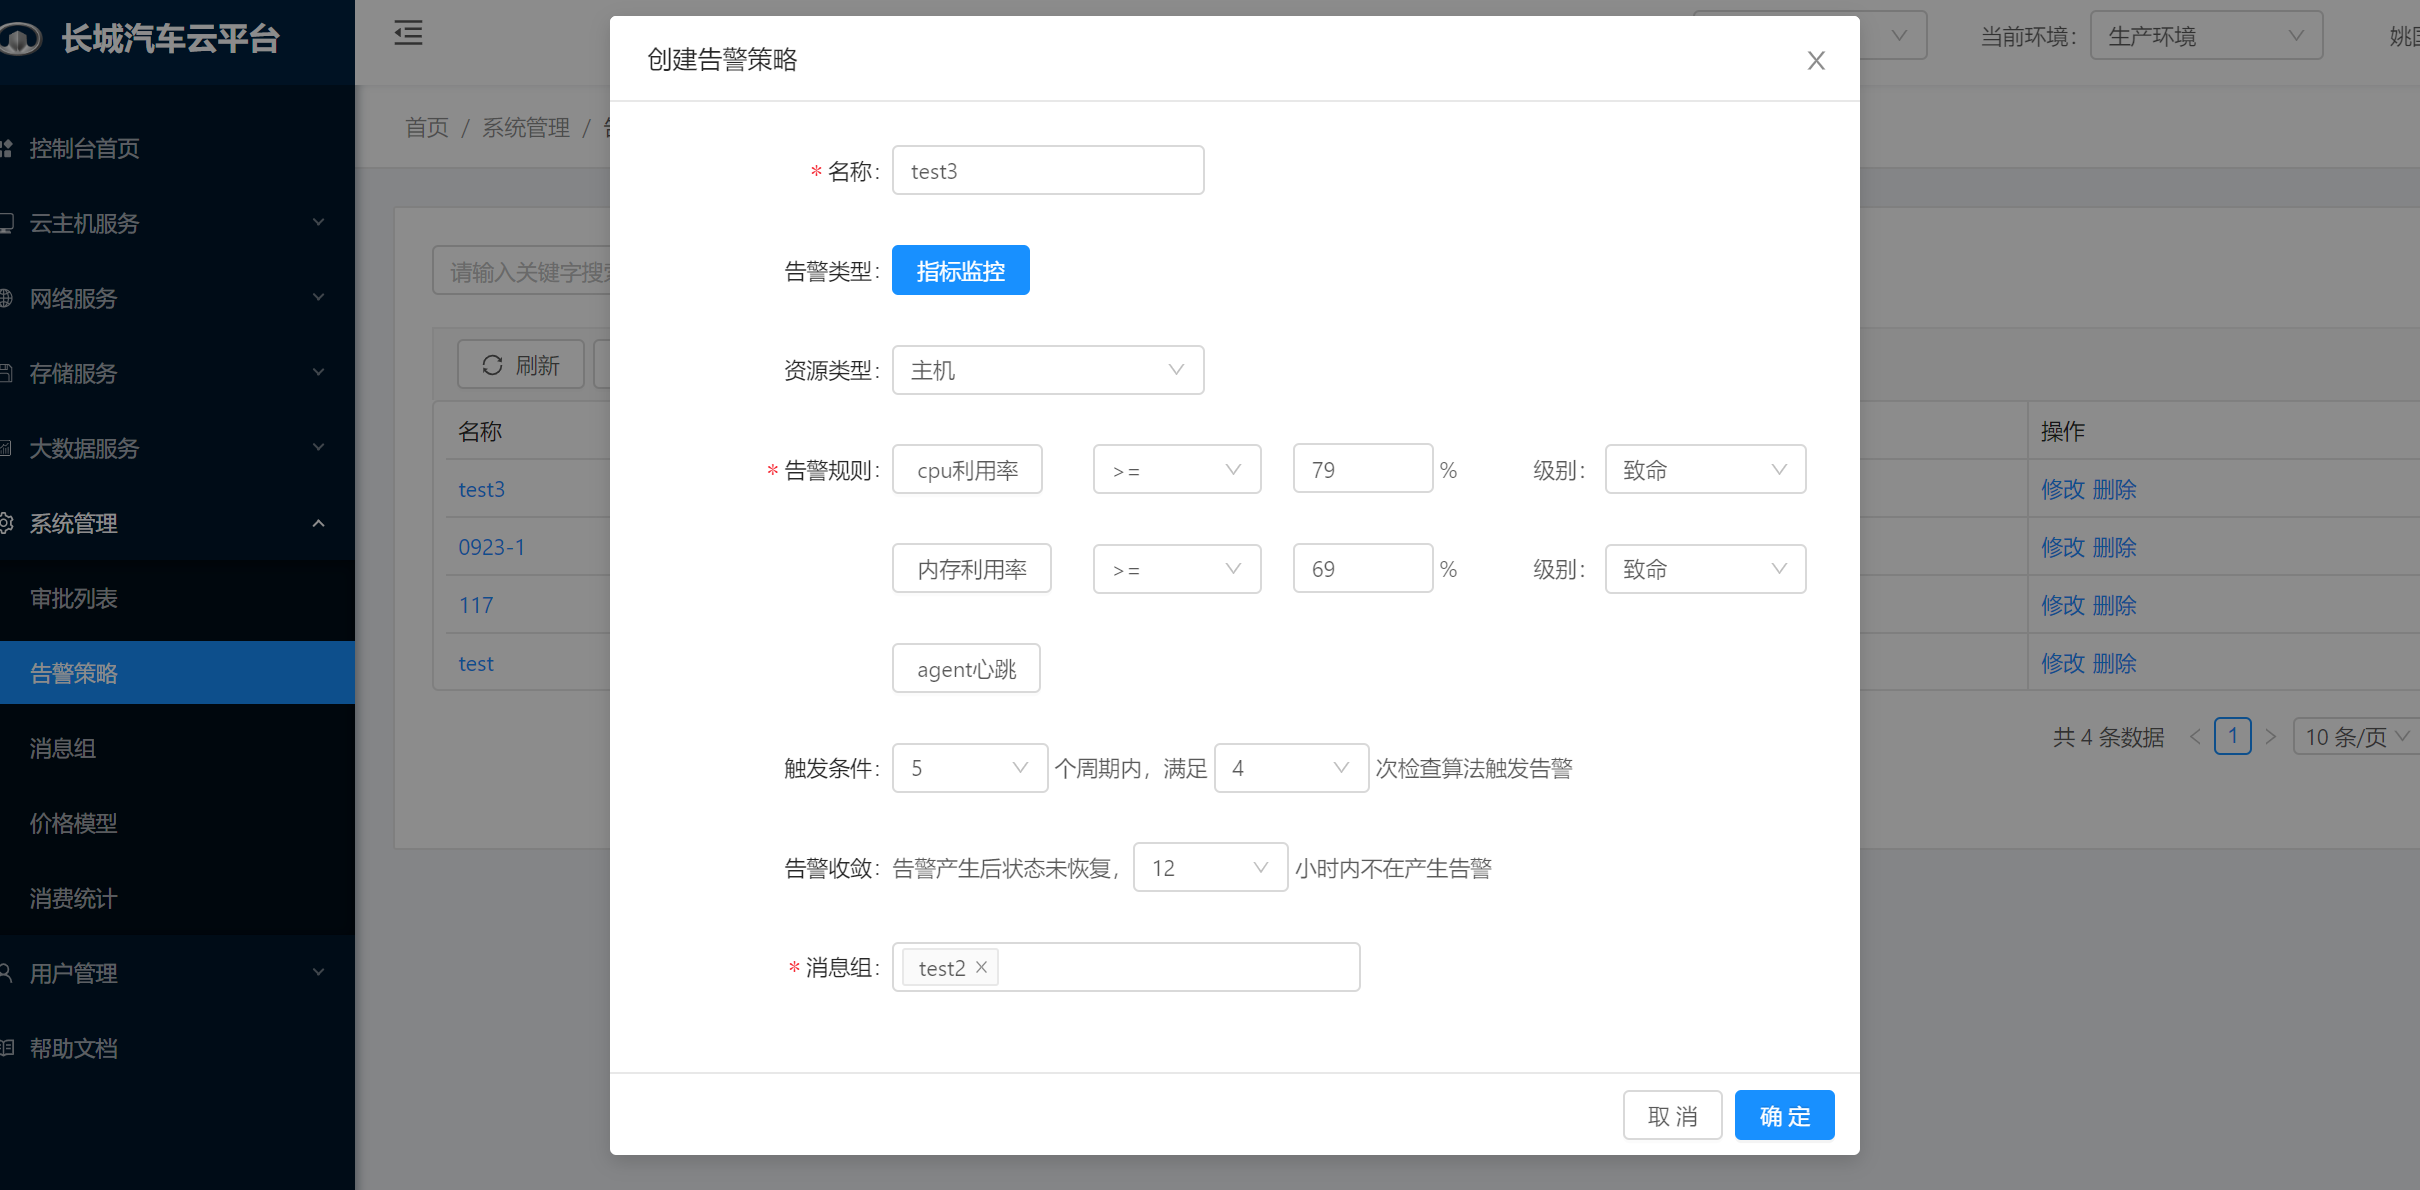 长城汽车云平台
当前环境: 生产环境
首页 / 系统管理 /
控制台首页
云主机服务
网络服务
存储服务
大数据服务
系统管理
审批列表
告警策略
消息组
价格模型
消费统计
用户管理
帮助文档
请输入关键字搜
刷新
名称
操作
test3
修改 删除
0923-1
修改 删除
117
修改 删除
test
修改 删除
共 4 条数据 < 1 > 10 条/页
创建告警策略
* 名称: test3
告警类型: 指标监控
资源类型: 主机
* 告警规则: cpu利用率 >= 79 % 级别: 致命
内存利用率 >= 69 % 级别: 致命
agent心跳
触发条件: 5 个周期内, 满足 4 次检查算法触发告警
告警收敛: 告警产生后状态未恢复, 12 小时内不在产生告警
* 消息组: test2
取 消 确 定